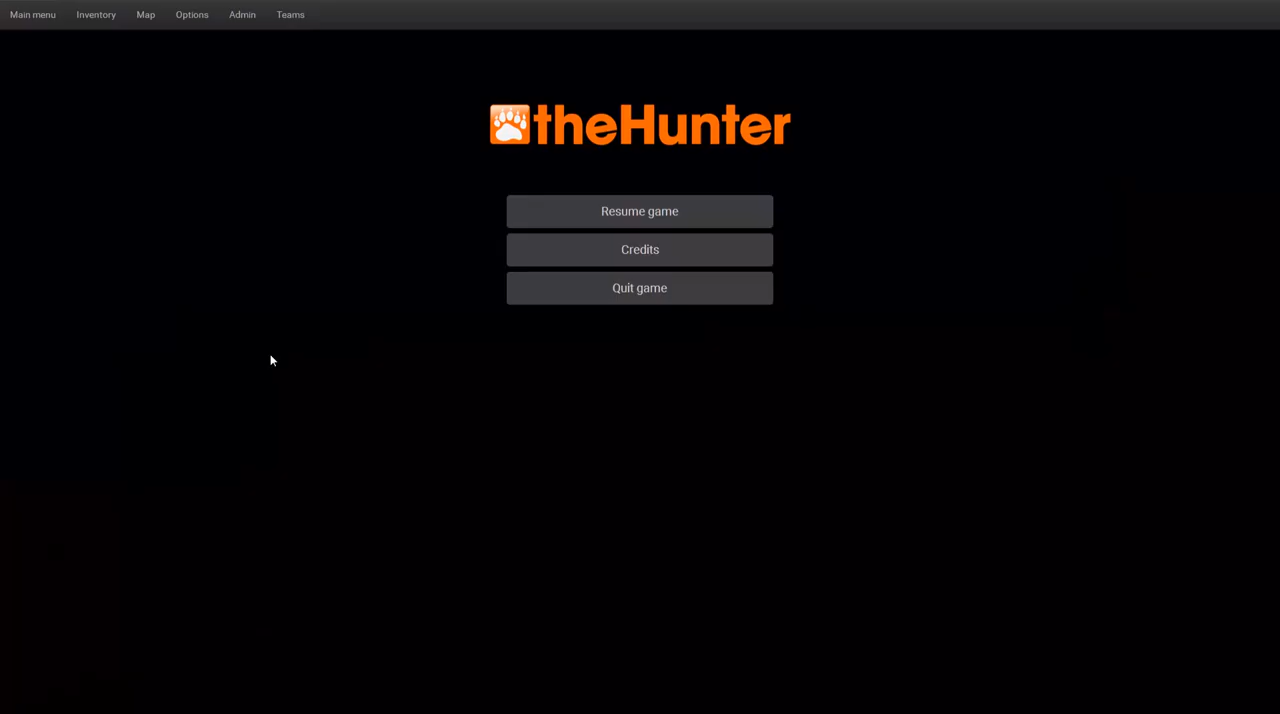 Main menu Inventory Map Options Admin Teams
theHunter
Resume game
Credits
Quit game